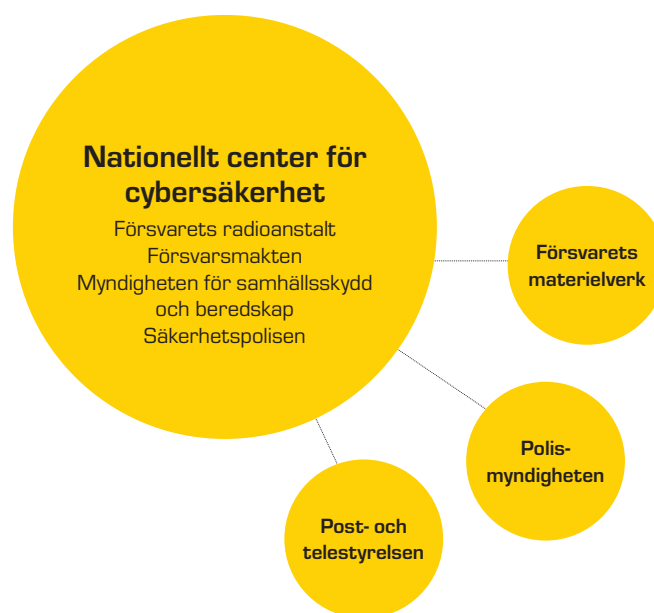 Nationellt center för
cybersäkerhet
Försvarets radioanstalt
Försvarsmakten
Myndigheten för samhällsskydd
och beredskap
Säkerhetspolisen
Försvarets
materielverk
Polis-
myndigheten
Post- och
telestyrelsen